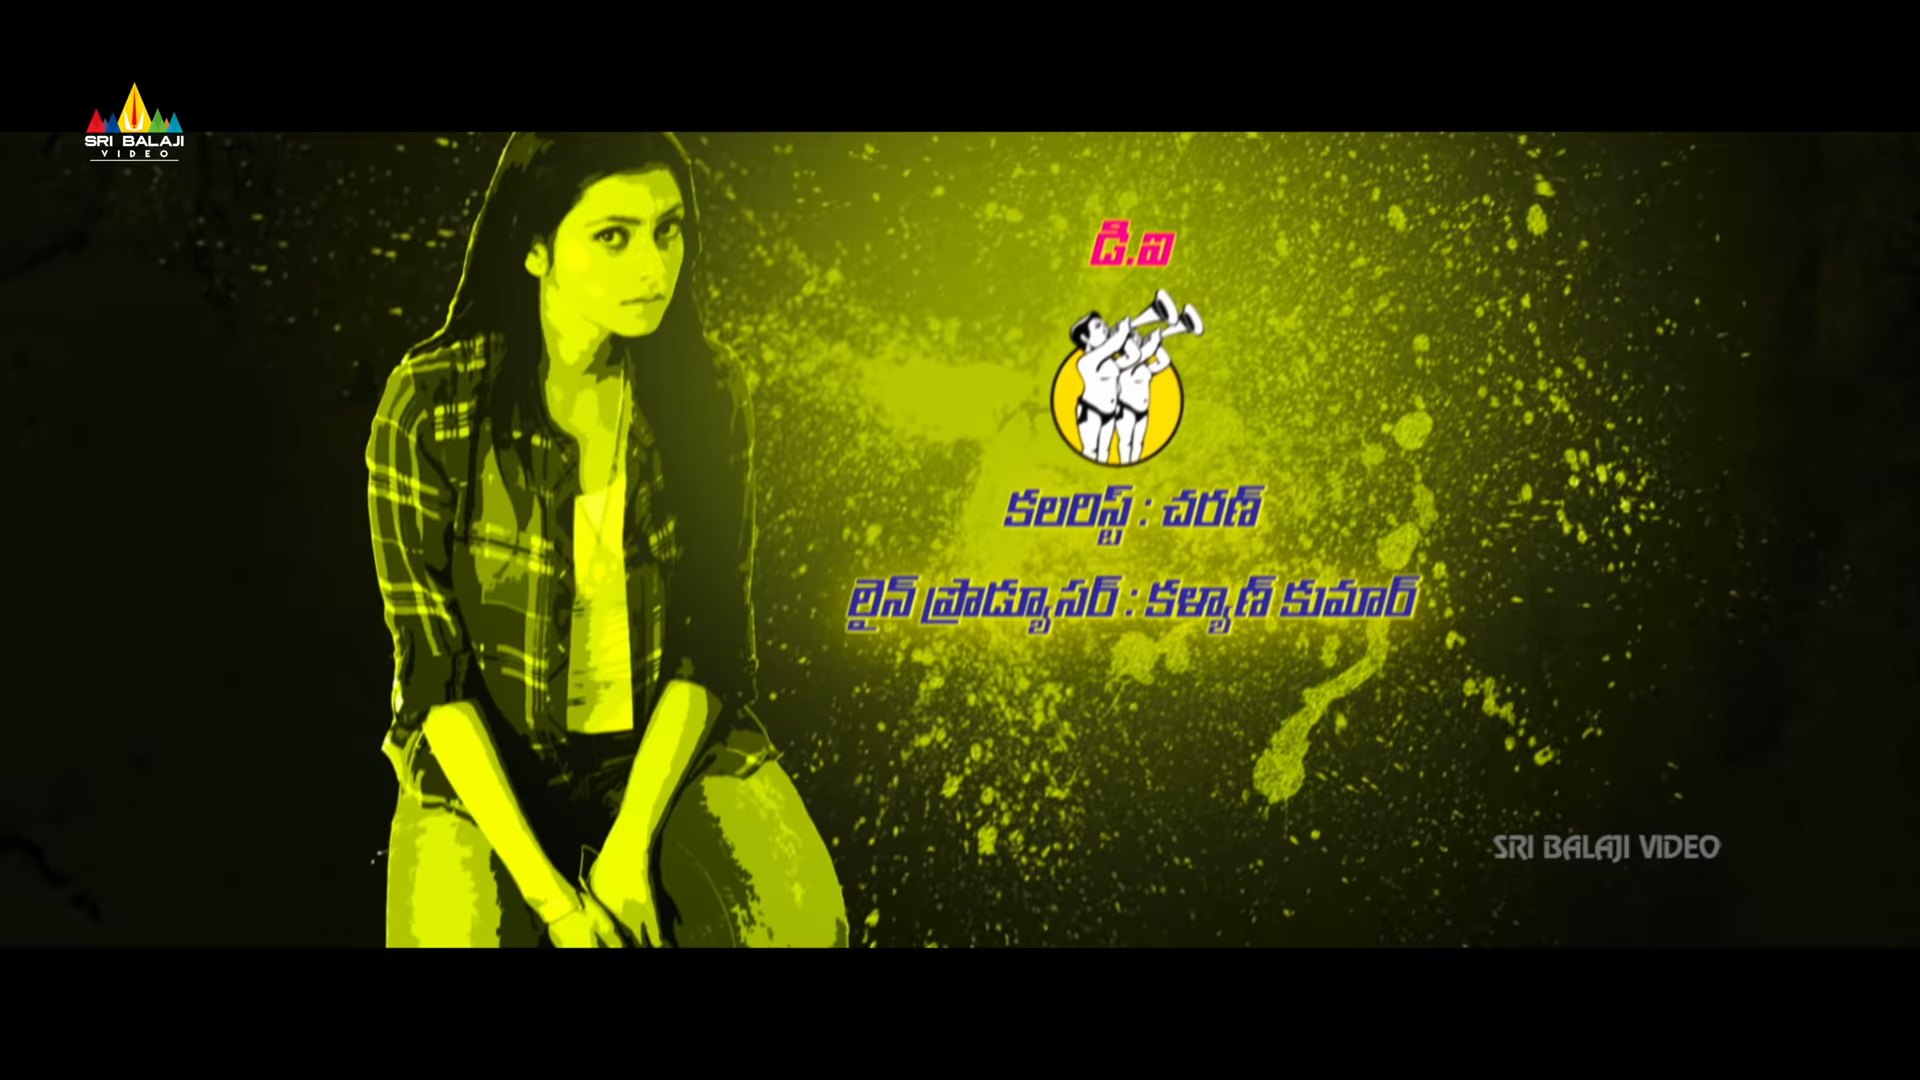 SRI BALAJI
VIDEO
డి.ఐ
కలరిస్ట్ : చరణ్
లైన్ ప్రొడ్యూసర్ : కళ్యాణ్ కుమార్
SRI BALAJI VIDEO